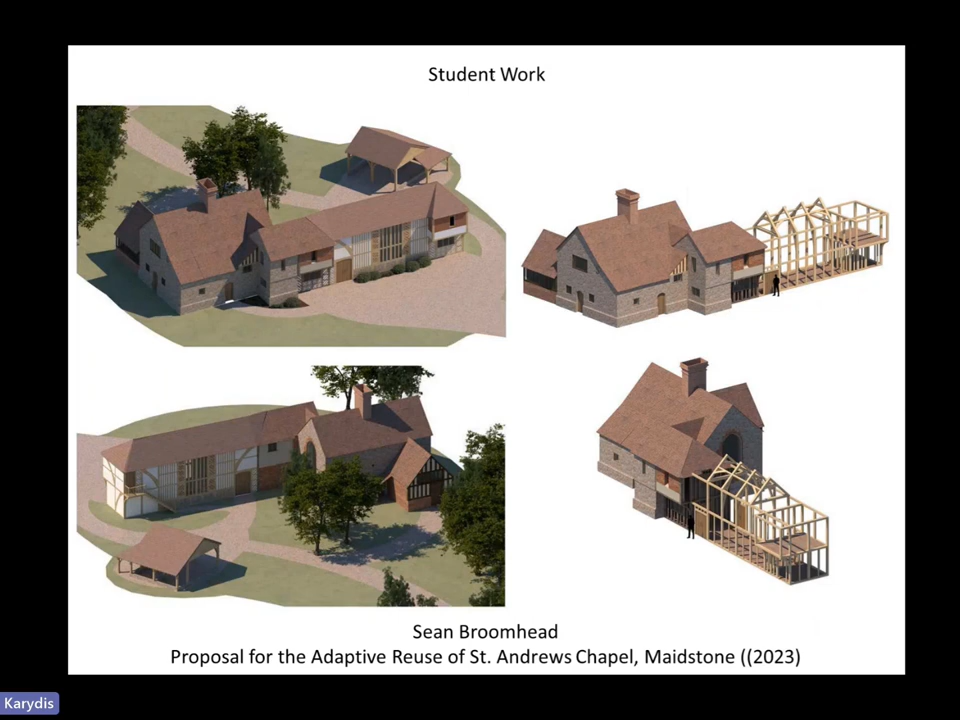 Student Work
Sean Broomhead
Proposal for the Adaptive Reuse of St. Andrews Chapel, Maidstone ((2023)
Karydis